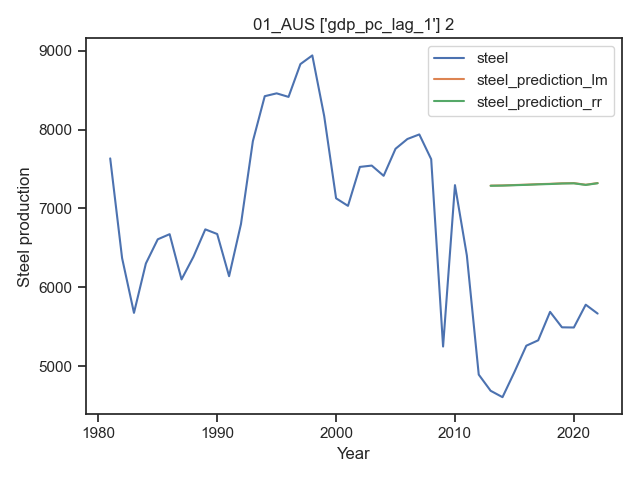 01_AUS ['gdp_pc_lag_1'] 2
steel
steel_prediction_lm
steel_prediction_rr
9000
8000
7000
6000
5000
Steel production
1980
1990
2000
2010
2020
Year